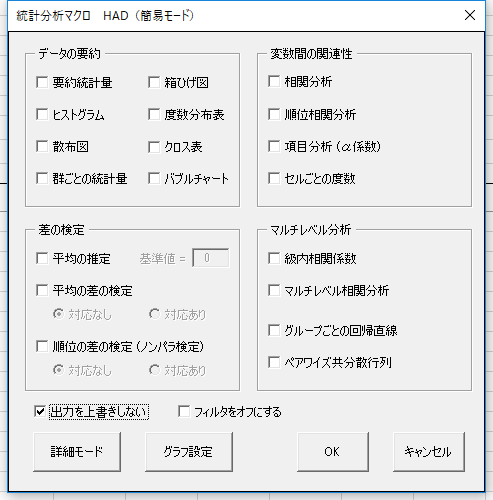 統計分析マクロ HAD（簡易モード）
データの要約
要約統計量 箱ひげ図
ヒストグラム 度数分布表
散布図 クロス表
群ごとの統計量 バブルチャート
変数間の関連性
相関分析
順位相関分析
項目分析（α係数）
セルごとの度数
差の検定
平均の推定 基準値 = 0
平均の差の検定
対応なし 対応あり
順位の差の検定（ノンパラ検定）
対応なし 対応あり
マルチレベル分析
級内相関係数
マルチレベル相関分析
グループごとの回帰直線
ペアワイズ共分散行列
出力を上書きしない フィルタをオフにする
詳細モード グラフ設定 OK キャンセル